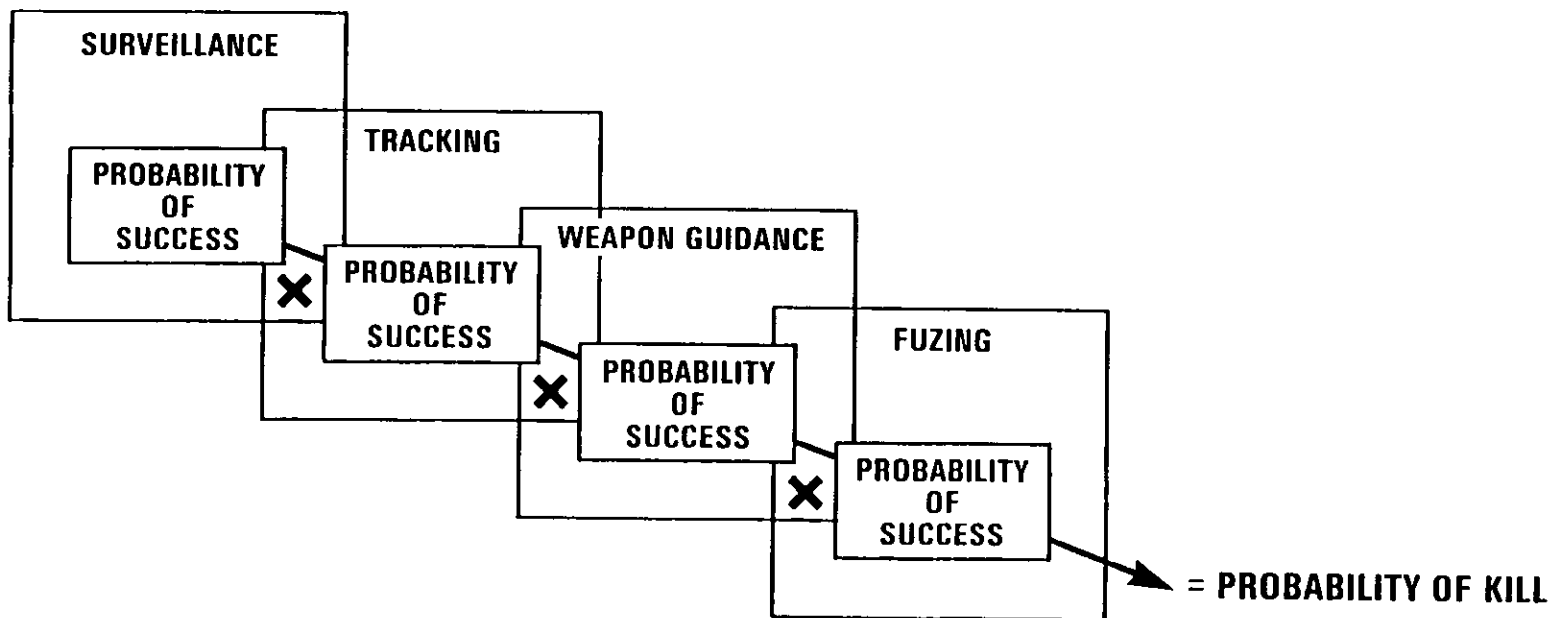 SURVEILLANCE
PROBABILITY
OF
SUCCESS
×
TRACKING
PROBABILITY
OF
SUCCESS
×
WEAPON GUIDANCE
PROBABILITY
OF
SUCCESS
×
FUZING
PROBABILITY
OF
SUCCESS
= PROBABILITY OF KILL